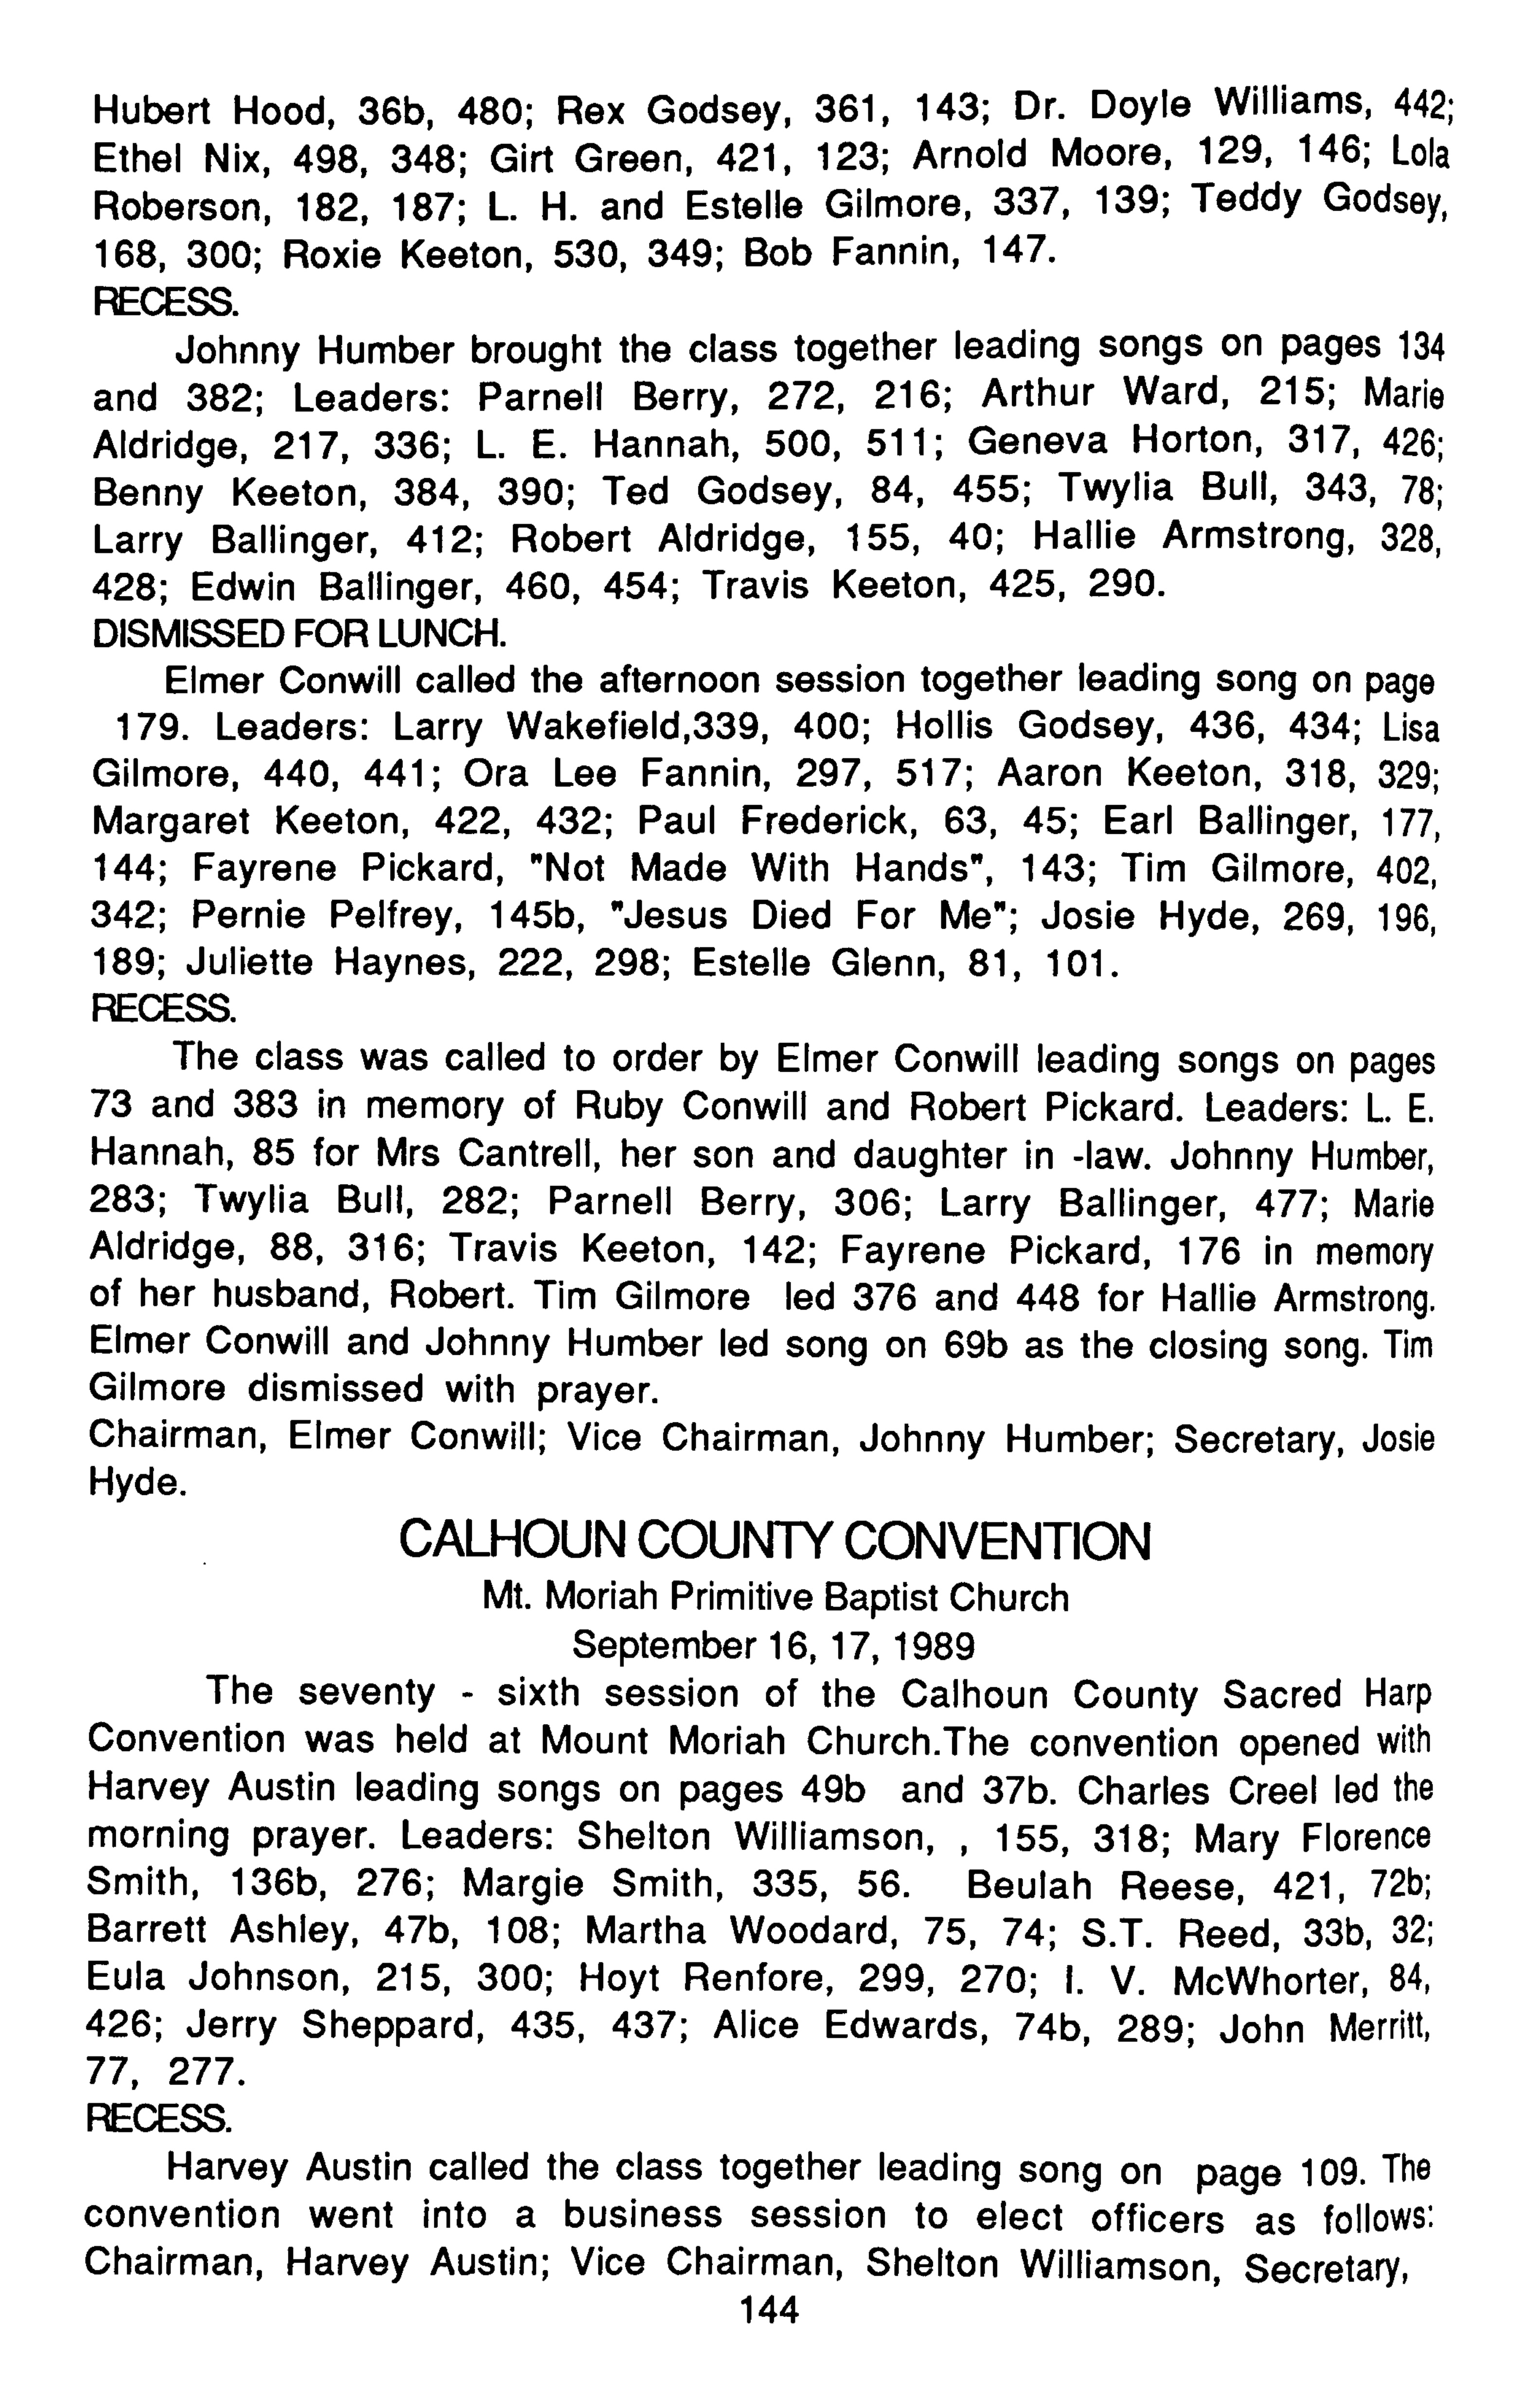 Hubert Hood, 36b, 480; Rex Godsey, 361, 143; Dr. Doyle Williams, 442;
Ethel Nix, 498, 348; Girt Green, 421, 123; Arnold Moore, 129, 146; Lola
Roberson, 182, 187; L. H. and Estelle Gilmore, 337, 139; Teddy Godsey,
168, 300; Roxie Keeton, 530, 349; Bob Fannin, 147.
RECESS.
Johnny Humber brought the class together leading songs on pages 134
and 382; Leaders: Parnell Berry, 272, 216; Arthur Ward, 215; Marie
Aldridge, 217, 336; L. E. Hannah, 500, 511; Geneva Horton, 317, 426;
Benny Keeton, 384, 390; Ted Godsey, 84, 455; Twylia Bull, 343, 78;
Larry Ballinger, 412; Robert Aldridge, 155, 40; Hallie Armstrong, 328,
428; Edwin Ballinger, 460, 454; Travis Keeton, 425, 290.
DISMISSED FOR LUNCH.
Elmer Conwill called the afternoon session together leading song on page
179. Leaders: Larry Wakefield,339, 400; Hollis Godsey, 436, 434; Lisa
Gilmore, 440, 441; Ora Lee Fannin, 297, 517; Aaron Keeton, 318, 329;
Margaret Keeton, 422, 432; Paul Frederick, 63, 45; Earl Ballinger, 177,
144; Fayrene Pickard, "Not Made With Hands", 143; Tim Gilmore, 402,
342; Pernie Pelfrey, 145b, "Jesus Died For Me"; Josie Hyde, 269, 196,
189; Juliette Haynes, 222, 298; Estelle Glenn, 81, 101.
RECESS.
The class was called to order by Elmer Conwill leading songs on pages
73 and 383 in memory of Ruby Conwill and Robert Pickard. Leaders: L. E.
Hannah, 85 for Mrs Cantrell, her son and daughter in -law. Johnny Humber,
283; Twylia Bull, 282; Parnell Berry, 306; Larry Ballinger, 477; Marie
Aldridge, 88, 316; Travis Keeton, 142; Fayrene Pickard, 176 in memory
of her husband, Robert. Tim Gilmore led 376 and 448 for Hallie Armstrong.
Elmer Conwill and Johnny Humber led song on 69b as the closing song. Tim
Gilmore dismissed with prayer.
Chairman, Elmer Conwill; Vice Chairman, Johnny Humber; Secretary, Josie
Hyde.
CALHOUN COUNTY CONVENTION
Mt. Moriah Primitive Baptist Church
September 16, 17, 1989
The seventy - sixth session of the Calhoun County Sacred Harp
Convention was held at Mount Moriah Church.The convention opened with
Harvey Austin leading songs on pages 49b and 37b. Charles Creel led the
morning prayer. Leaders: Shelton Williamson, , 155, 318; Mary Florence
Smith, 136b, 276; Margie Smith, 335, 56. Beulah Reese, 421, 72b;
Barrett Ashley, 47b, 108; Martha Woodard, 75, 74; S.T. Reed, 33b, 32;
Eula Johnson, 215, 300; Hoyt Renfore, 299, 270; I. V. McWhorter, 84,
426; Jerry Sheppard, 435, 437; Alice Edwards, 74b, 289; John Merritt,
77, 277.
RECESS.
Harvey Austin called the class together leading song on page 109. The
convention went into a business session to elect officers as follows:
Chairman, Harvey Austin; Vice Chairman, Shelton Williamson, Secretary,
144